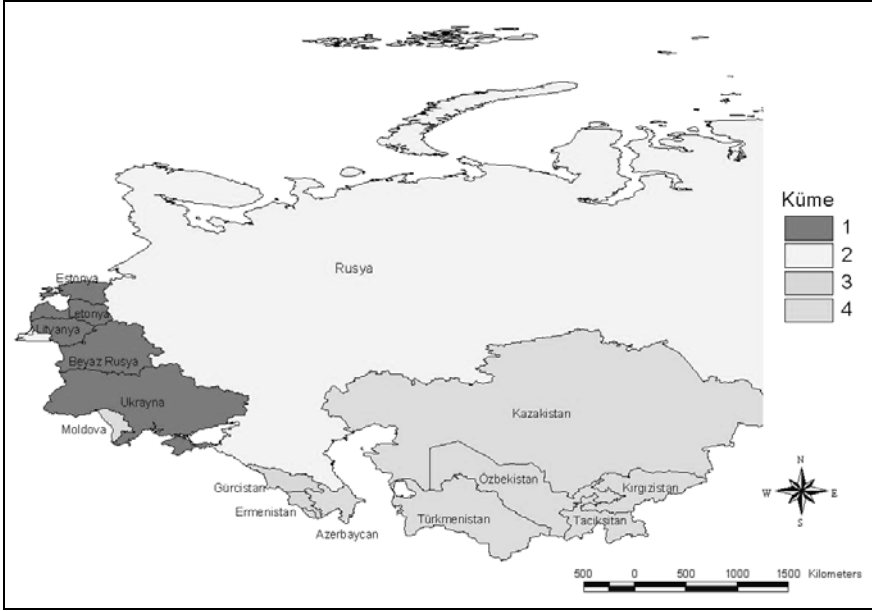 Küme
1
2
3
4
Rusya
Estonya
Letonya
Litvanya
Beyaz Rusya
Ukrayna
Moldova
Kazakistan
Gürcistan
Ermenistan
Azerbaycan
Özbekistan
Kırgızistan
Türkmenistan
Taciksitan
N
W E
S
500 0 500 1000 1500 Kilometers